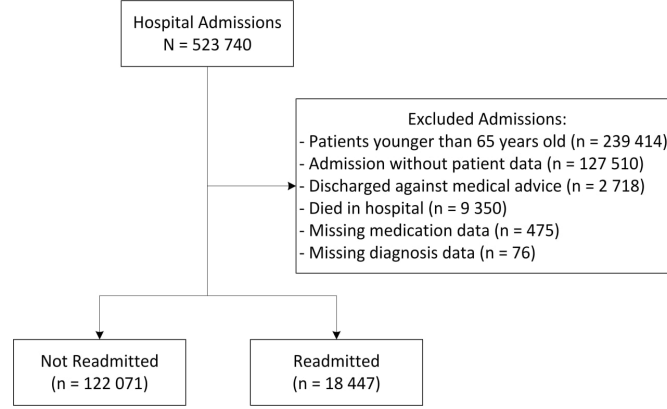 Hospital Admissions
N = 523 740
Excluded Admissions:
- Patients younger than 65 years old (n = 239 414)
- Admission without patient data (n = 127 510)
- Discharged against medical advice (n = 2 718)
- Died in hospital (n = 9 350)
- Missing medication data (n = 475)
- Missing diagnosis data (n = 76)
Not Readmitted
(n = 122 071)
Readmitted
(n = 18 447)